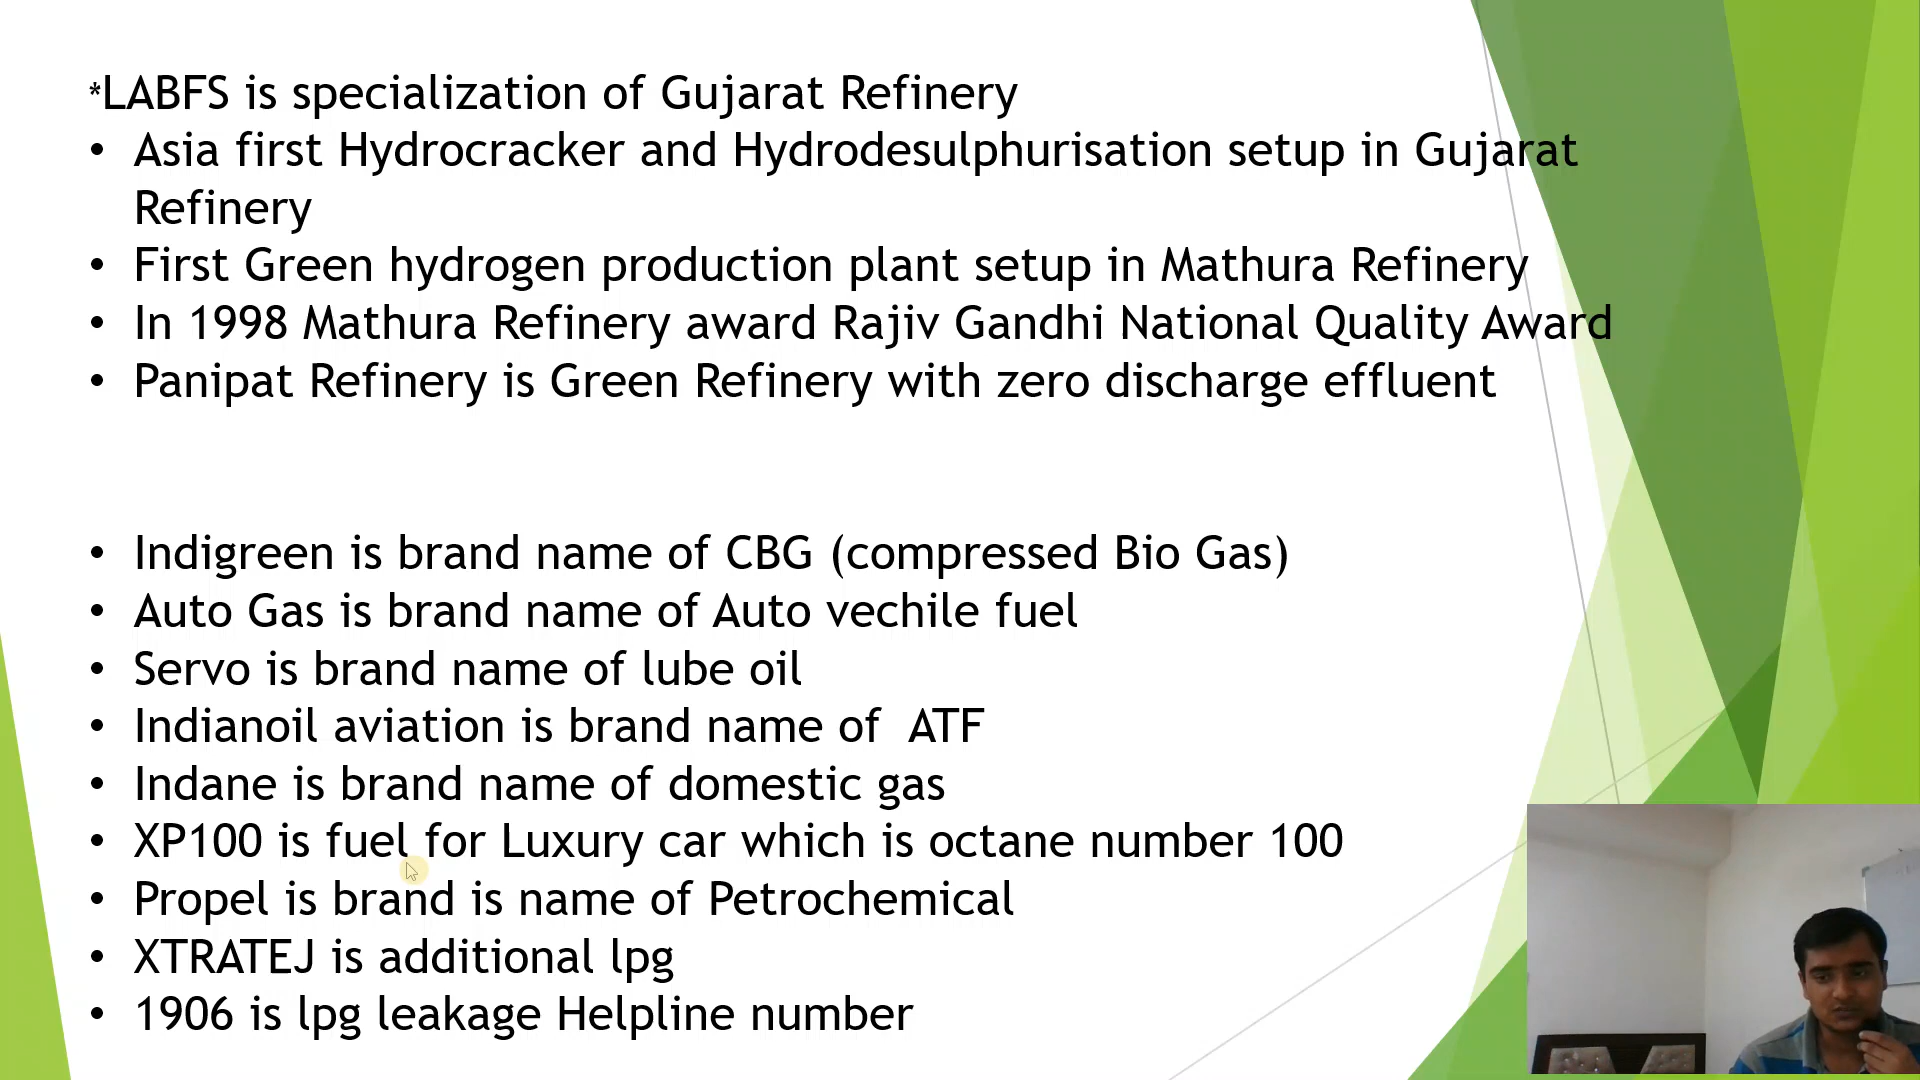 *LABFS is specialization of Gujarat Refinery
• Asia first Hydrocracker and Hydrodesulphurisation setup in Gujarat
Refinery
• First Green hydrogen production plant setup in Mathura Refinery
• In 1998 Mathura Refinery award Rajiv Gandhi National Quality Award
• Panipat Refinery is Green Refinery with zero discharge effluent
• Indigreen is brand name of CBG (compressed Bio Gas)
• Auto Gas is brand name of Auto vechile fuel
• Servo is brand name of lube oil
• Indianoil aviation is brand name of  ATF
• Indane is brand name of domestic gas
• XP100 is fuel for Luxury car which is octane number 100
• Propel is brand is name of Petrochemical
• XTRATEJ is additional lpg
• 1906 is lpg leakage Helpline number